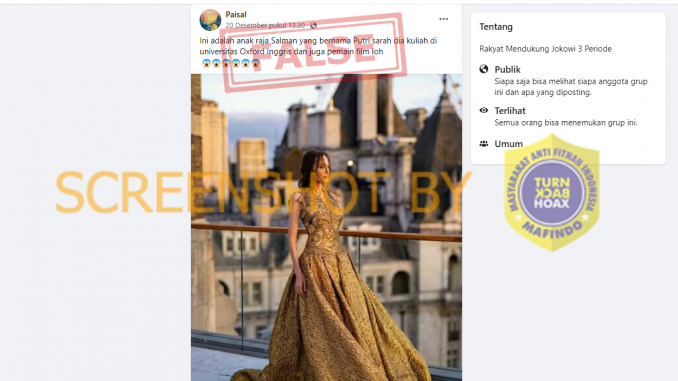 Paisal
20 Desember pukul 13.30 ·
Ini adalah anak raja Salman yang bernama Putri sarah dia kuliah di
universitas Oxford inggris dan juga pemain film loh
FALSE
SCREENSHOT BY
Tentang
Rakyat Mendukung Jokowi 3 Periode
Publik
Siapa saja bisa melihat siapa anggota grup
ini dan apa yang diposting.
Terlihat
Semua orang bisa menemukan grup ini.
Umum
MASYARAKAT ANTI FITNAH INDONESIA
TURN
BACK
HOAX
MAFINDO